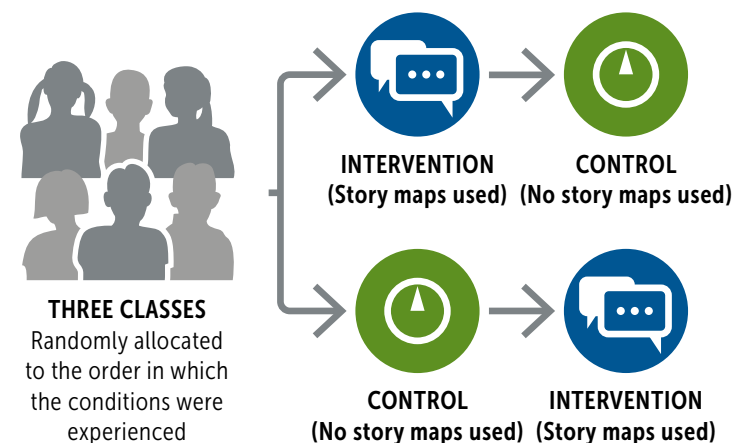 INTERVENTION
(Story maps used)
CONTROL
(No story maps used)
THREE CLASSES
Randomly allocated
to the order in which
the conditions were
experienced
CONTROL
(No story maps used)
INTERVENTION
(Story maps used)